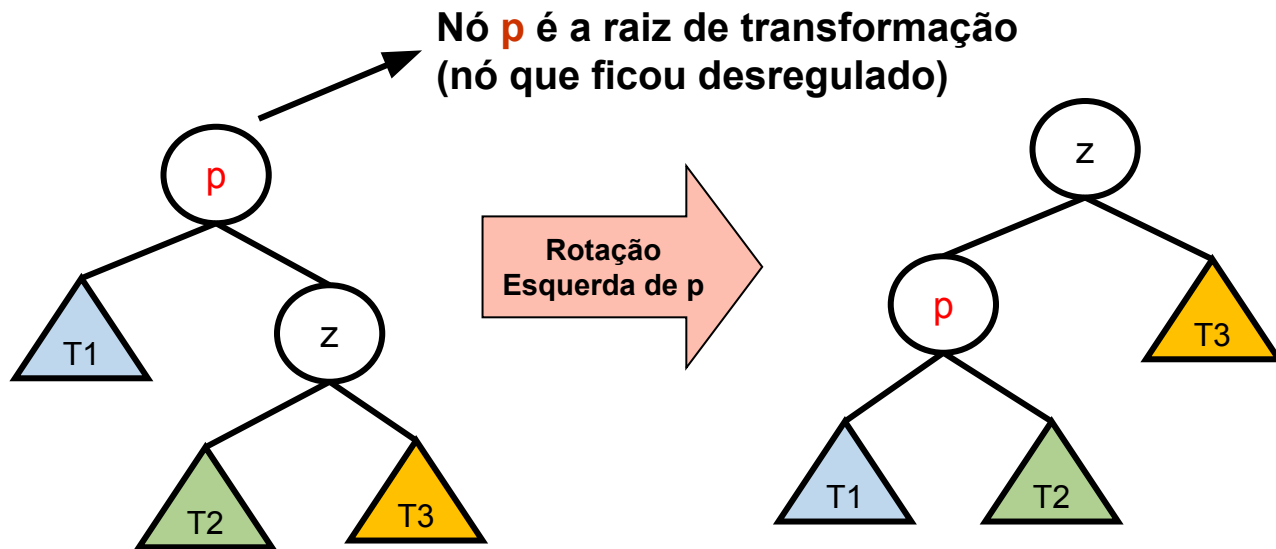 Nó p é a raiz de transformação
(nó que ficou desregulado)
p
z
T1
T2
T3
Rotação
Esquerda de p
z
p
T3
T1
T2